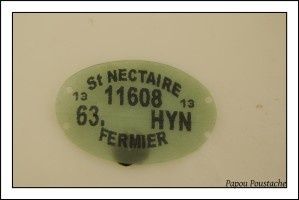 St NECTAIRE
13 11608 13
63. HYN
FERMIER
Papou Poustache